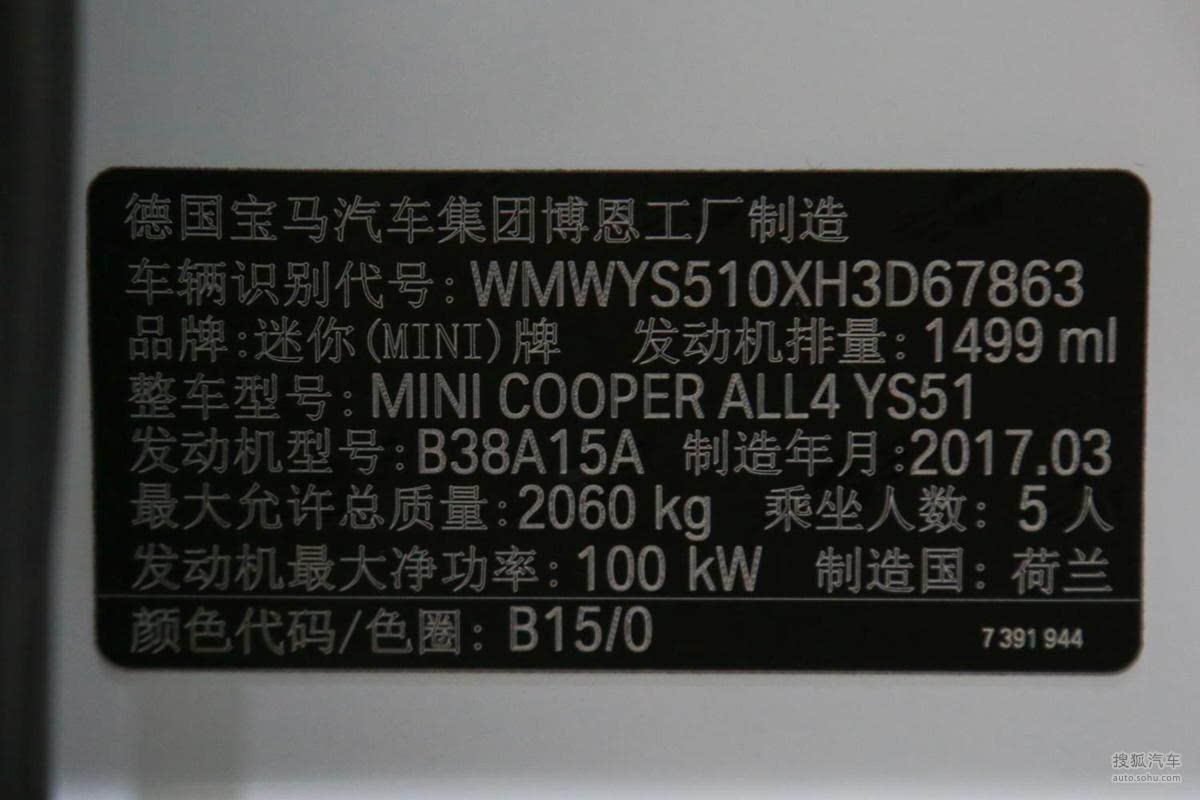 德国宝马汽车集团博恩工厂制造
车辆识别代号:WMWYS510XH3D67863
品牌:迷你(MINI)牌 发动机排量:1499 ml
整车型号:MINI COOPER ALL4 YS51
发动机型号:B38A15A 制造年月:2017.03
最大允许总质量:2060 kg 乘坐人数:5人
发动机最大净功率:100 kW 制造国:荷兰
颜色代码/色圈:B15/0 7 391 944
搜狐汽车
auto.sohu.com